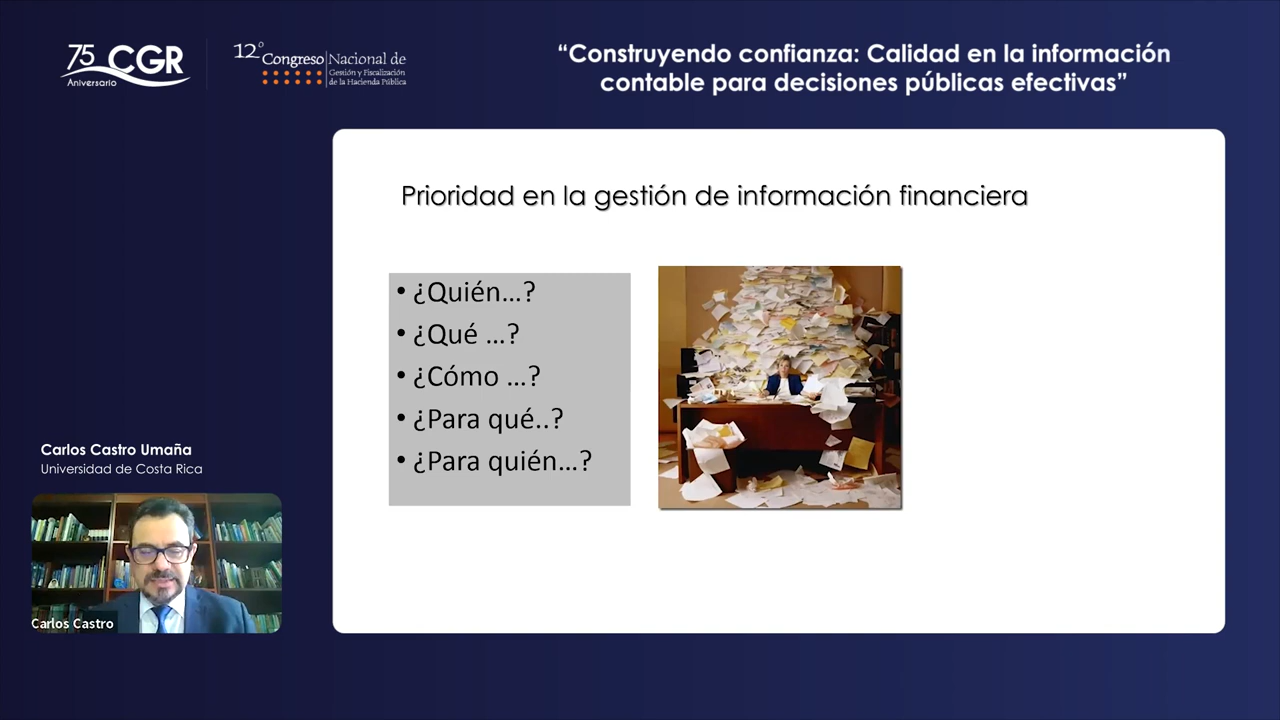 75 CGR
Aniversario
12° Congreso Nacional de
Gestión y Fiscalización
de la Hacienda Pública
“Construyendo confianza: Calidad en la información
contable para decisiones públicas efectivas”
Prioridad en la gestión de información financiera
• ¿Quién...?
• ¿Qué ...?
• ¿Cómo ...?
• ¿Para qué..?
• ¿Para quién...?
Carlos Castro Umaña
Universidad de Costa Rica
Carlos Castro